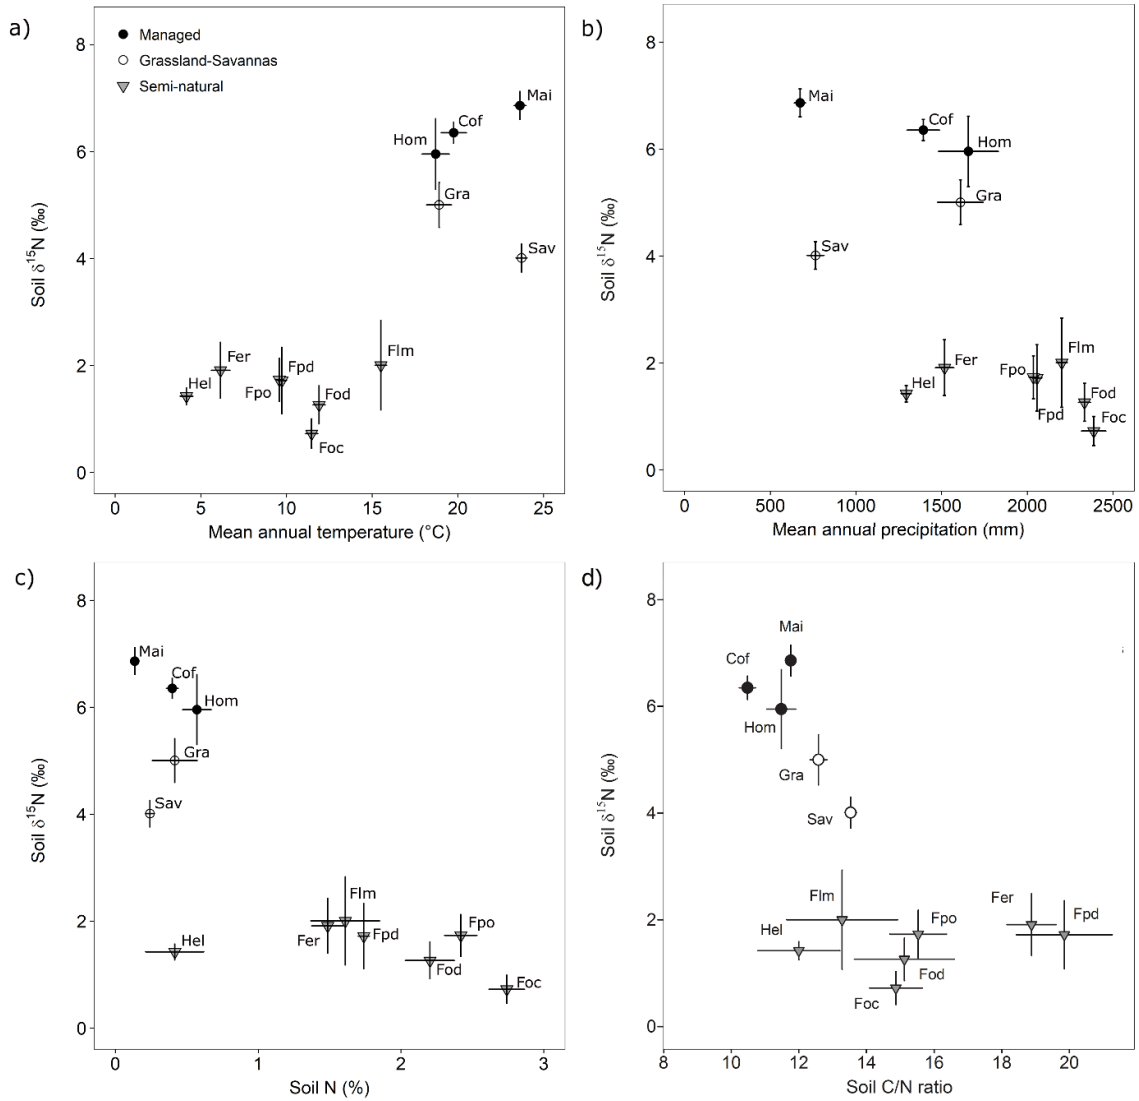 a)
Managed
Grassland-Savannas
Semi-natural
8
6
4
2
0
Mai
Cof
Hom
Gra
Sav
Flm
Fer
Fpd
Hel
Fpo
Fod
Foc
Soil δ¹⁵N (‰)
0 5 10 15 20 25
Mean annual temperature (°C)
b)
8
6
4
2
0
Mai
Cof
Hom
Gra
Sav
Flm
Fer
Fpo
Hel
Fod
Fpd
Foc
Soil δ¹⁵N (‰)
0 500 1000 1500 2000 2500
Mean annual precipitation (mm)
c)
8
6
4
2
0
Mai
Cof
Hom
Gra
Sav
Flm
Fpo
Fer
Fpd
Hel
Fod
Foc
Soil δ¹⁵N (‰)
0 1 2 3
Soil N (%)
d)
8
6
4
2
0
Mai
Cof
Hom
Gra
Sav
Fer
Flm
Fpd
Fpo
Hel
Fod
Foc
Soil δ¹⁵N (‰)
8 10 12 14 16 18 20
Soil C/N ratio